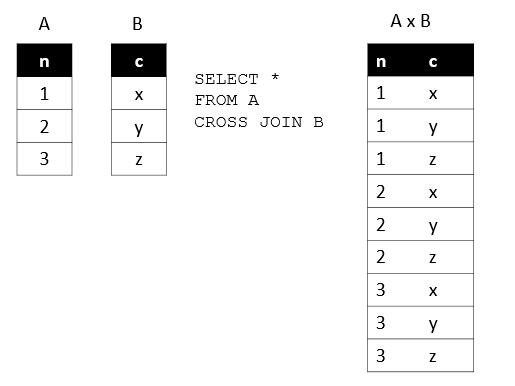 A
n
1
2
3
B
c
x
y
z
SELECT *
FROM A
CROSS JOIN B
A x B
n c
1 x
1 y
1 z
2 x
2 y
2 z
3 x
3 y
3 z